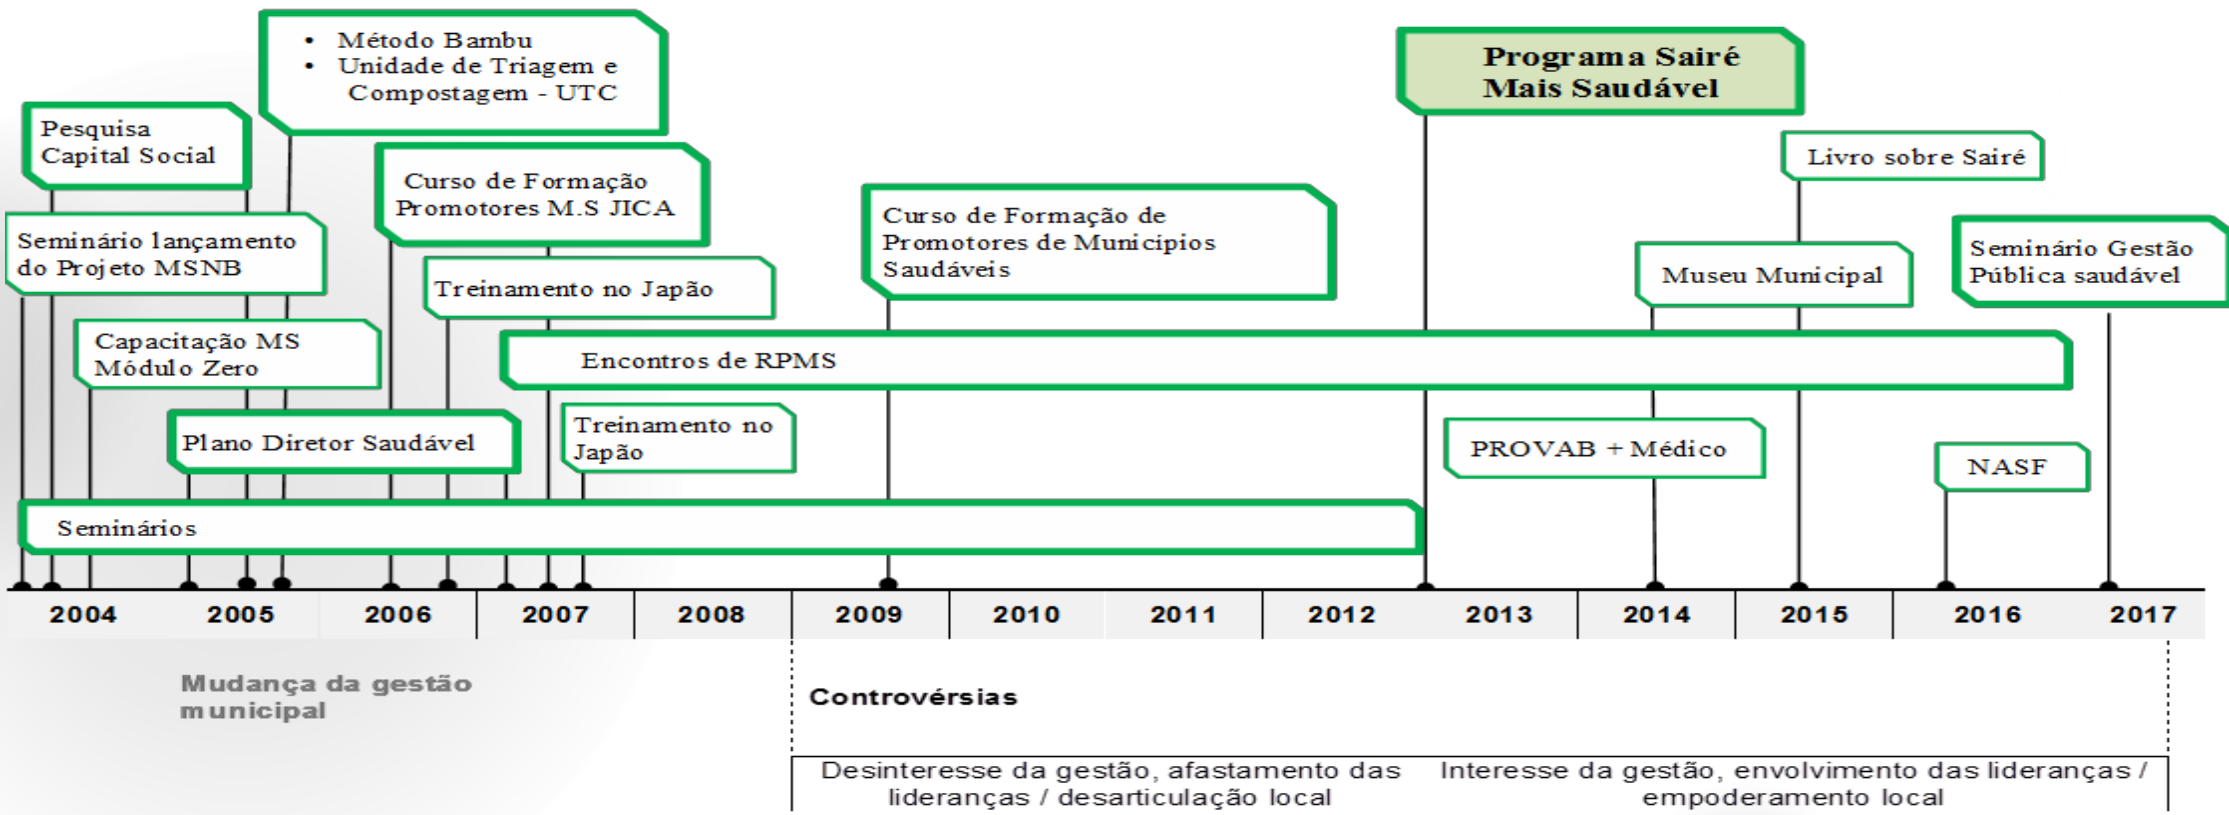 • Método Bambu
• Unidade de Triagem e
Compostagem - UTC
Programa Sairé
Mais Saudável
Pesquisa
Capital Social
Curso de Formação
Promotores M.S JICA
Livro sobre Sairé
Seminário lançamento
do Projeto MSNB
Curso de Formação de
Promotores de Municípios
Saudáveis
Seminário Gestão
Pública saudável
Treinamento no Japão
Museu Municipal
Capacitação MS
Módulo Zero
Encontros de RPMS
Plano Diretor Saudável
Treinamento no
Japão
PROVAB + Médico
NASF
Seminários
2004 2005 2006 2007 2008 2009 2010 2011 2012 2013 2014 2015 2016 2017
Mudança da gestão
municipal
Controvérsias
Desinteresse da gestão, afastamento das
lideranças / desarticulação local
Interesse da gestão, envolvimento das lideranças /
empoderamento local